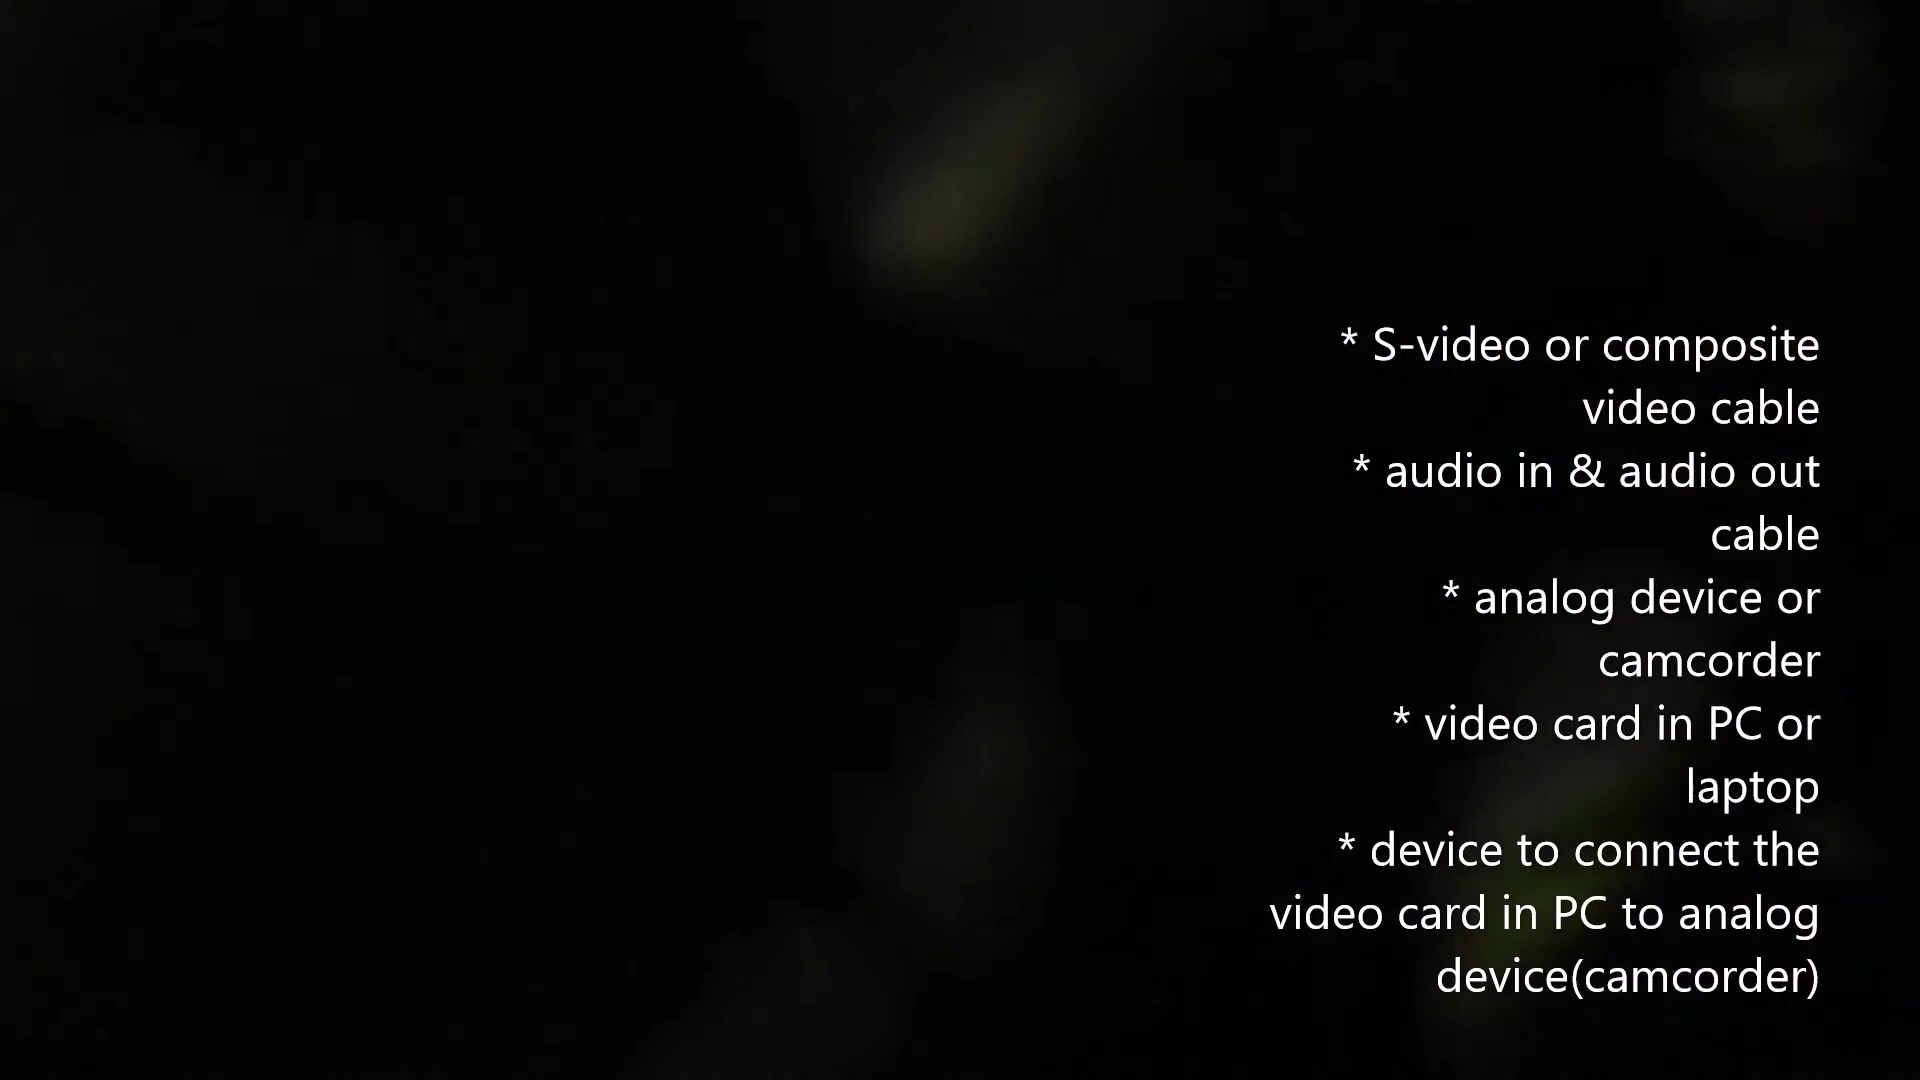 * S-video or composite
video cable
* audio in & audio out
cable
* analog device or
camcorder
* video card in PC or
laptop
* device to connect the
video card in PC to analog
device(camcorder)